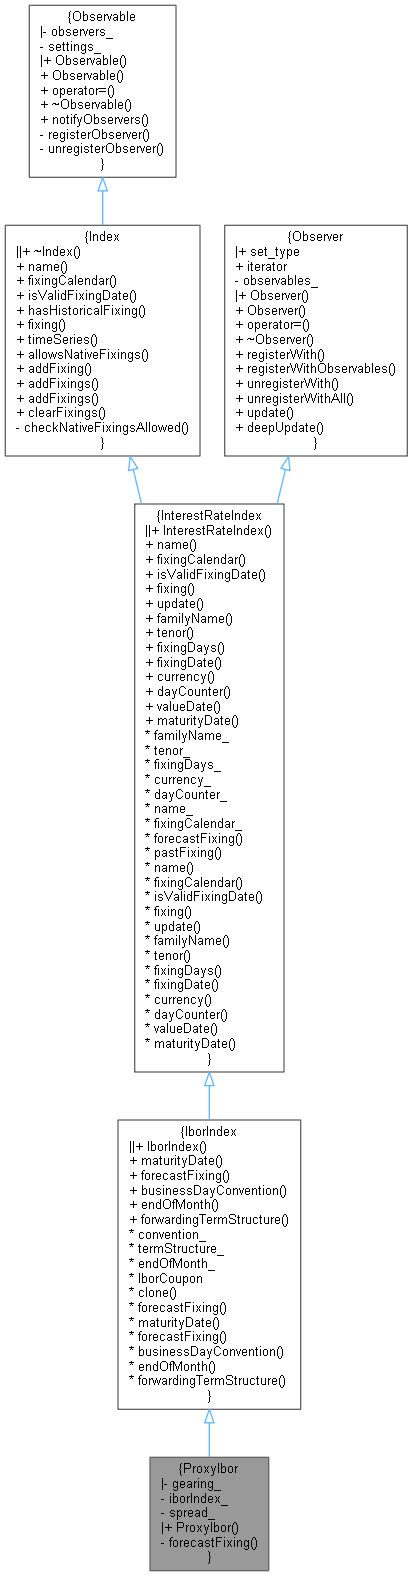 {Observable
|- observers_
- settings_
|+ Observable()
+ Observable()
+ operator=()
+ ~Observable()
+ notifyObservers()
- registerObserver()
- unregisterObserver()
}
{Index
||+ ~Index()
+ name()
+ fixingCalendar()
+ isValidFixingDate()
+ hasHistoricalFixing()
+ fixing()
+ timeSeries()
+ allowsNativeFixings()
+ addFixing()
+ addFixings()
+ addFixings()
+ clearFixings()
- checkNativeFixingsAllowed()
}
{Observer
|+ set_type
+ iterator
- observables_
|+ Observer()
+ Observer()
+ operator=()
+ ~Observer()
+ registerWith()
+ registerWithObservables()
+ unregisterWith()
+ unregisterWithAll()
+ update()
+ deepUpdate()
}
{InterestRateIndex
||+ InterestRateIndex()
+ name()
+ fixingCalendar()
+ isValidFixingDate()
+ fixing()
+ update()
+ familyName()
+ tenor()
+ fixingDays()
+ fixingDate()
+ currency()
+ dayCounter()
+ valueDate()
+ maturityDate()
* familyName_
* tenor_
* fixingDays_
* currency_
* dayCounter_
* name_
* fixingCalendar_
* forecastFixing()
* pastFixing()
* name()
* fixingCalendar()
* isValidFixingDate()
* fixing()
* update()
* familyName()
* tenor()
* fixingDays()
* fixingDate()
* currency()
* dayCounter()
* valueDate()
* maturityDate()
}
{IborIndex
||+ IborIndex()
+ maturityDate()
+ forecastFixing()
+ businessDayConvention()
+ endOfMonth()
+ forwardingTermStructure()
* convention_
* termStructure_
* endOfMonth_
* IborCoupon
* clone()
* forecastFixing()
* maturityDate()
* forecastFixing()
* businessDayConvention()
* endOfMonth()
* forwardingTermStructure()
}
{ProxyIbor
|- gearing_
- iborIndex_
- spread_
|+ ProxyIbor()
- forecastFixing()
}